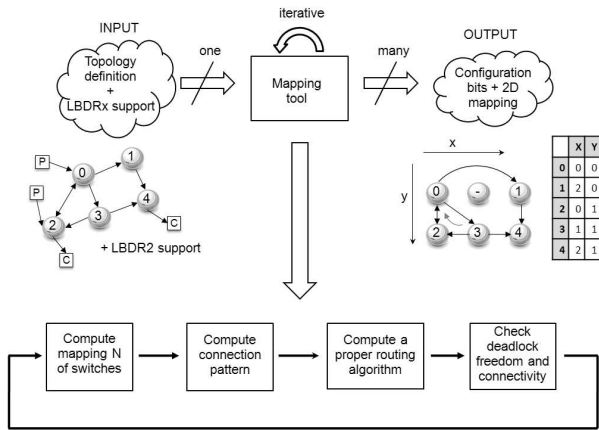 INPUT
Topology
definition
+
LBDRx support
one
iterative
Mapping
tool
many
OUTPUT
Configuration
bits + 2D
mapping
P
P
0
1
2
3
4
C
C
+ LBDR2 support
x
y
0
-
1
2
3
4
X Y
0 0 0
1 2 0
2 0 1
3 1 1
4 2 1
Compute
mapping N
of switches
Compute
connection
pattern
Compute a
proper routing
algorithm
Check
deadlock
freedom and
connectivity